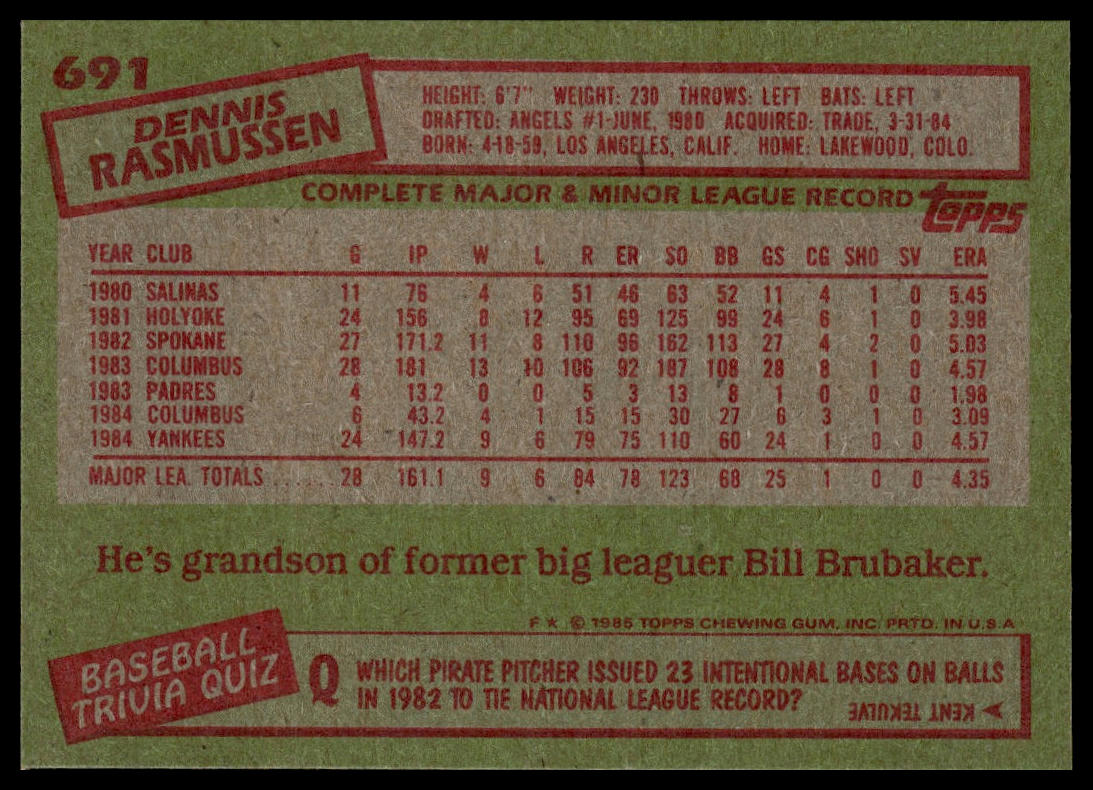 691
DENNIS
RASMUSSEN
HEIGHT: 6'7" WEIGHT: 230 THROWS: LEFT BATS: LEFT
DRAFTED: ANGELS #1-JUNE, 1980 ACQUIRED: TRADE, 3-31-84
BORN: 4-18-59, LOS ANGELES, CALIF. HOME: LAKEWOOD, COLO.
COMPLETE MAJOR & MINOR LEAGUE RECORD topps
YEAR CLUB G IP W L R ER SO BB GS CG SHO SV ERA
1980 SALINAS 11 76 4 6 51 46 63 52 11 4 1 0 5.45
1981 HOLYOKE 24 156 8 12 95 69 125 99 24 6 1 0 3.98
1982 SPOKANE 27 171.2 11 8 110 96 162 113 27 4 2 0 5.03
1983 COLUMBUS 28 181 13 10 106 92 187 108 28 8 1 0 4.57
1983 PADRES 4 13.2 0 0 5 3 13 8 1 0 0 0 1.98
1984 COLUMBUS 6 43.2 4 1 15 15 30 27 6 3 1 0 3.09
1984 YANKEES 24 147.2 9 6 79 75 110 60 24 1 0 0 4.57
MAJOR LEA. TOTALS ...... 28 161.1 9 6 84 78 123 68 25 1 0 0 4.35
He's grandson of former big leaguer Bill Brubaker.
F★ © 1985 TOPPS CHEWING GUM, INC. PRTD. IN U.S.A
BASEBALL
TRIVIA QUIZ
Q WHICH PIRATE PITCHER ISSUED 23 INTENTIONAL BASES ON BALLS
IN 1982 TO TIE NATIONAL LEAGUE RECORD?
➤ KENT TEKULVE